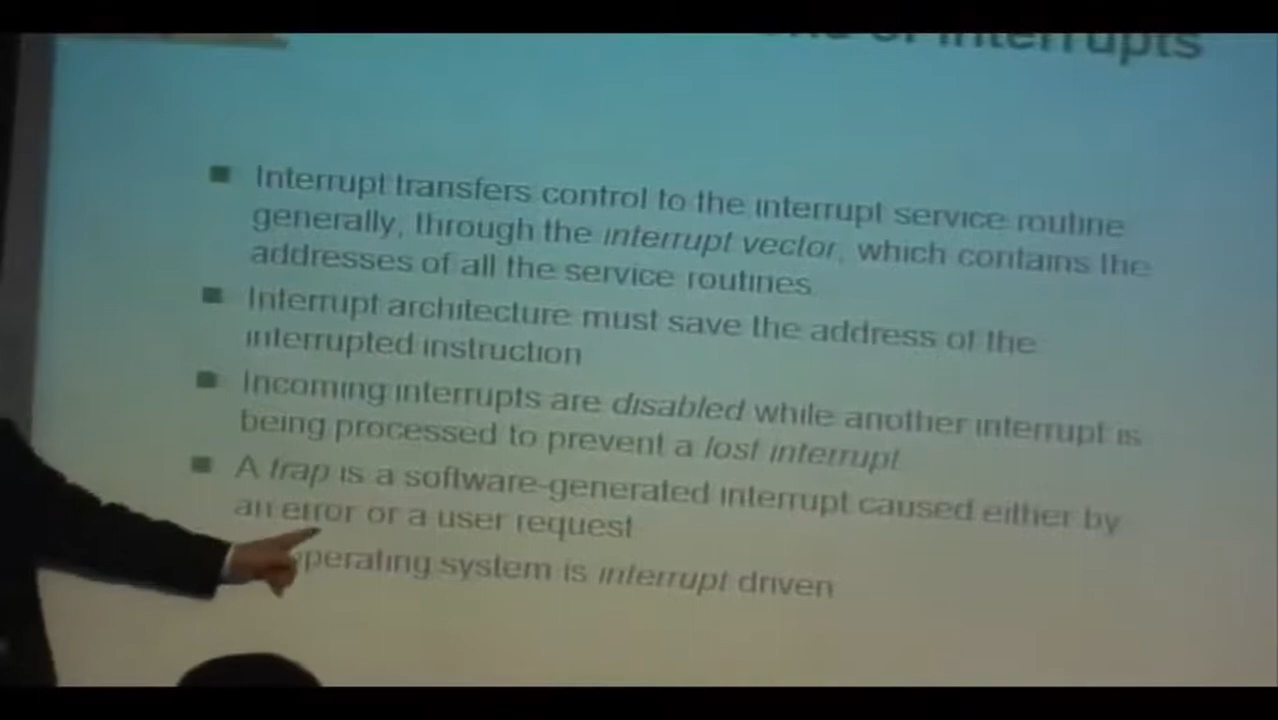 of Interrupts
Interrupt transfers control to the interrupt service routine
generally, through the interrupt vector, which contains the
addresses of all the service routines
Interrupt architecture must save the address of the
interrupted instruction
Incoming interrupts are disabled while another interrupt is
being processed to prevent a lost interrupt
A trap is a software-generated interrupt caused either by
an error or a user request
operating system is interrupt driven